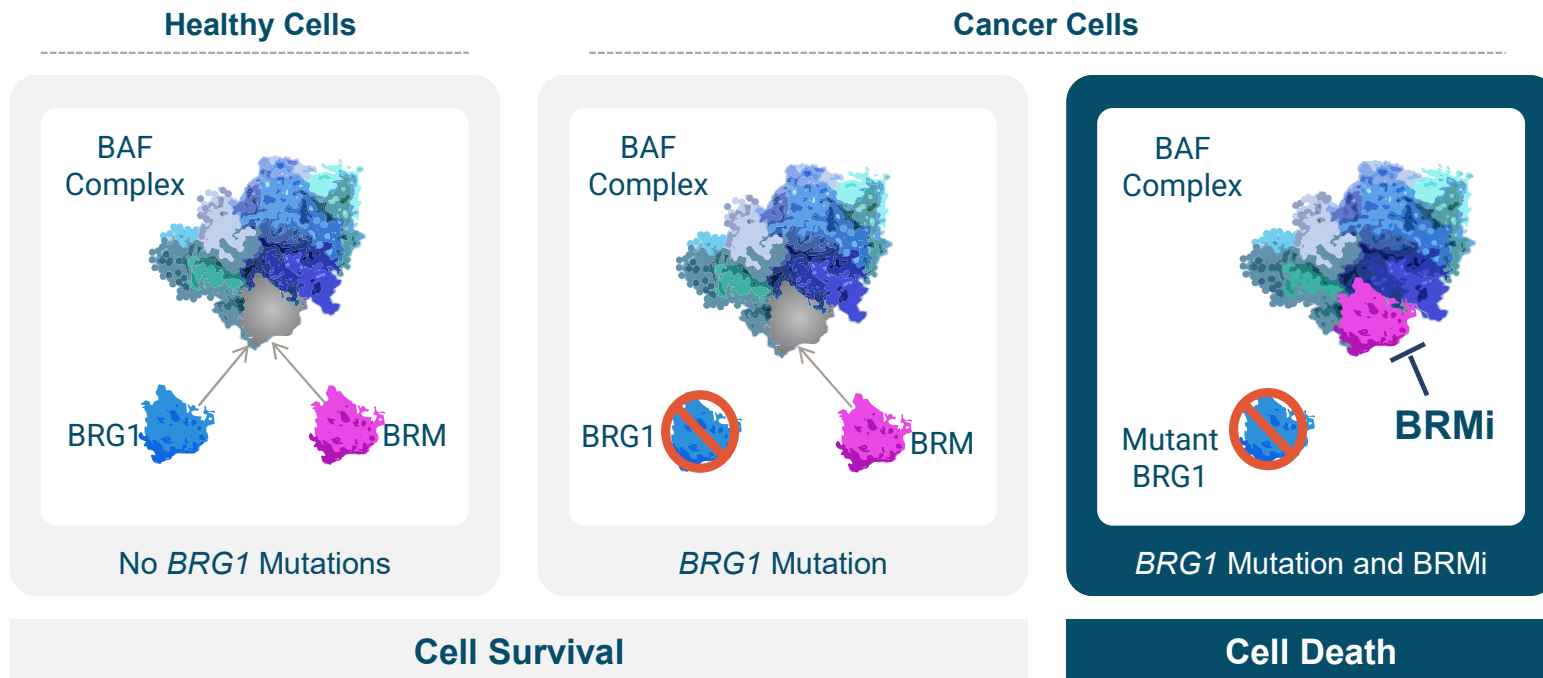 Healthy Cells
Cancer Cells
BAF
Complex
BRG1
BRM
No BRG1 Mutations
BAF
Complex
BRG1
BRM
BRG1 Mutation
BAF
Complex
BRMi
Mutant
BRG1
BRG1 Mutation and BRMi
Cell Survival
Cell Death